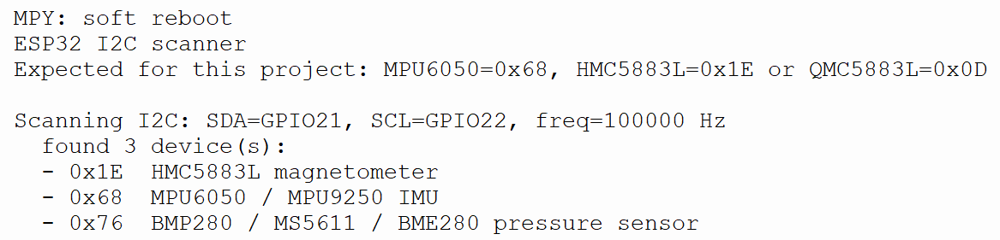 MPY: soft reboot
ESP32 I2C scanner
Expected for this project: MPU6050=0x68, HMC5883L=0x1E or QMC5883L=0x0D
Scanning I2C: SDA=GPIO21, SCL=GPIO22, freq=100000 Hz
found 3 device(s):
- 0x1E HMC5883L magnetometer
- 0x68 MPU6050 / MPU9250 IMU
- 0x76 BMP280 / MS5611 / BME280 pressure sensor